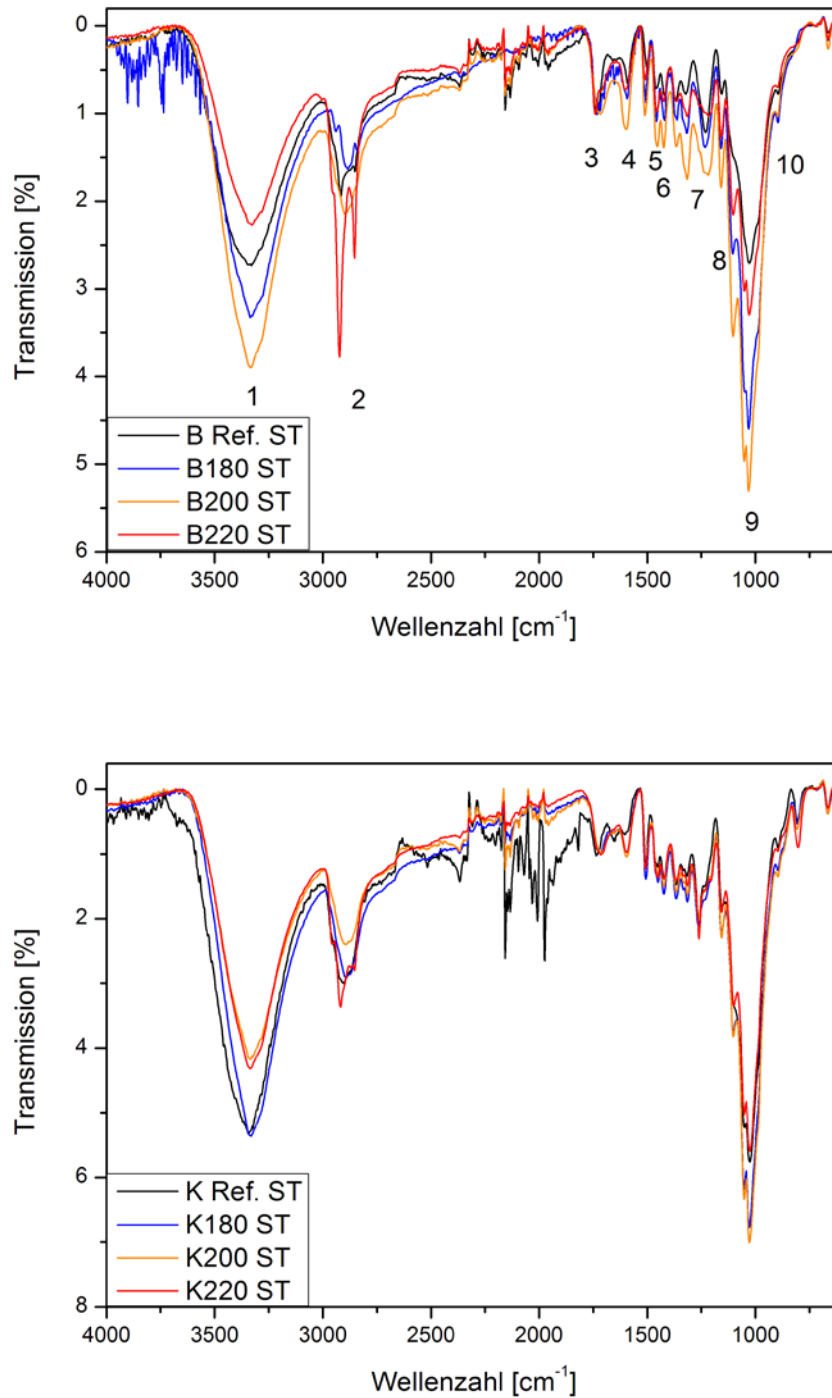 0
1
2
3
4
5
6
Transmission [%]
1
2
3
4
5
6
7
8
9
10
B Ref. ST
B180 ST
B200 ST
B220 ST
4000 3500 3000 2500 2000 1500 1000
Wellenzahl [cm⁻¹]
0
2
4
6
8
Transmission [%]
K Ref. ST
K180 ST
K200 ST
K220 ST
4000 3500 3000 2500 2000 1500 1000
Wellenzahl [cm⁻¹]